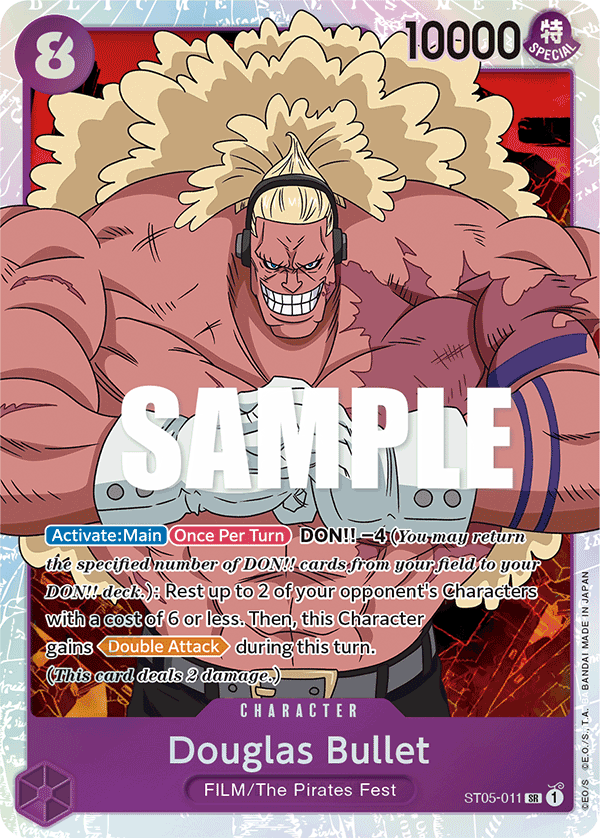 8
10000
特
SPECIAL
SAMPLE
Activate:Main Once Per Turn DON!! −4 (You may return
the specified number of DON!! cards from your field to your
DON!! deck.): Rest up to 2 of your opponent's Characters
with a cost of 6 or less. Then, this Character
gains Double Attack during this turn.
(This card deals 2 damage.)
CHARACTER
Douglas Bullet
FILM/The Pirates Fest
ST05-011 SR 1
©E.O/S ©E.O./S., T.A. BANDAI MADE IN JAPAN